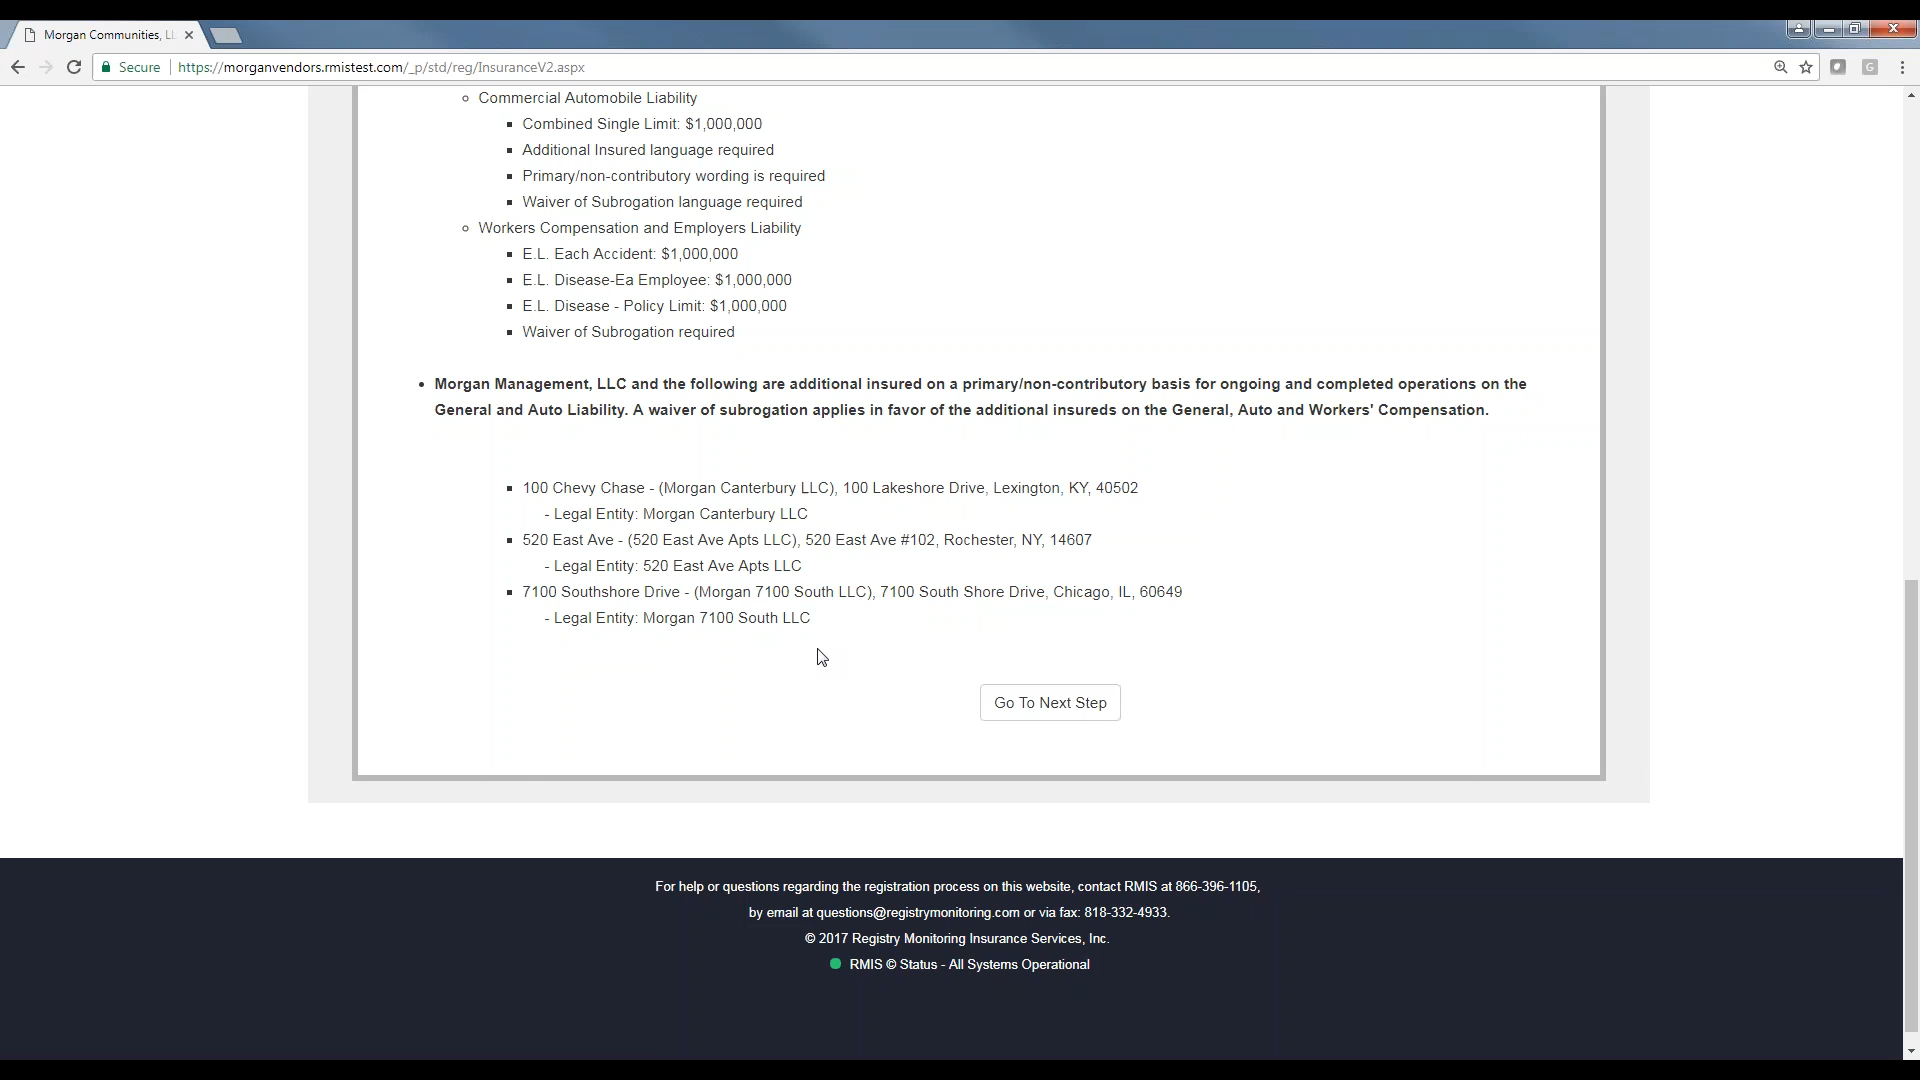 Morgan Communities, LL
Secure
https://morganvendors.rmistest.com/_p/std/reg/InsuranceV2.aspx
G
Commercial Automobile Liability
Combined Single Limit: $1,000,000
Additional Insured language required
Primary/non-contributory wording is required
Waiver of Subrogation language required
Workers Compensation and Employers Liability
E.L. Each Accident: $1,000,000
E.L. Disease-Ea Employee: $1,000,000
E.L. Disease - Policy Limit: $1,000,000
Waiver of Subrogation required
Morgan Management, LLC and the following are additional insured on a primary/non-contributory basis for ongoing and completed operations on the
General and Auto Liability. A waiver of subrogation applies in favor of the additional insureds on the General, Auto and Workers' Compensation.
100 Chevy Chase - (Morgan Canterbury LLC), 100 Lakeshore Drive, Lexington, KY, 40502
- Legal Entity: Morgan Canterbury LLC
520 East Ave - (520 East Ave Apts LLC), 520 East Ave #102, Rochester, NY, 14607
- Legal Entity: 520 East Ave Apts LLC
7100 Southshore Drive - (Morgan 7100 South LLC), 7100 South Shore Drive, Chicago, IL, 60649
- Legal Entity: Morgan 7100 South LLC
Go To Next Step
For help or questions regarding the registration process on this website, contact RMIS at 866-396-1105,
by email at questions@registrymonitoring.com or via fax: 818-332-4933.
© 2017 Registry Monitoring Insurance Services, Inc.
RMIS © Status - All Systems Operational